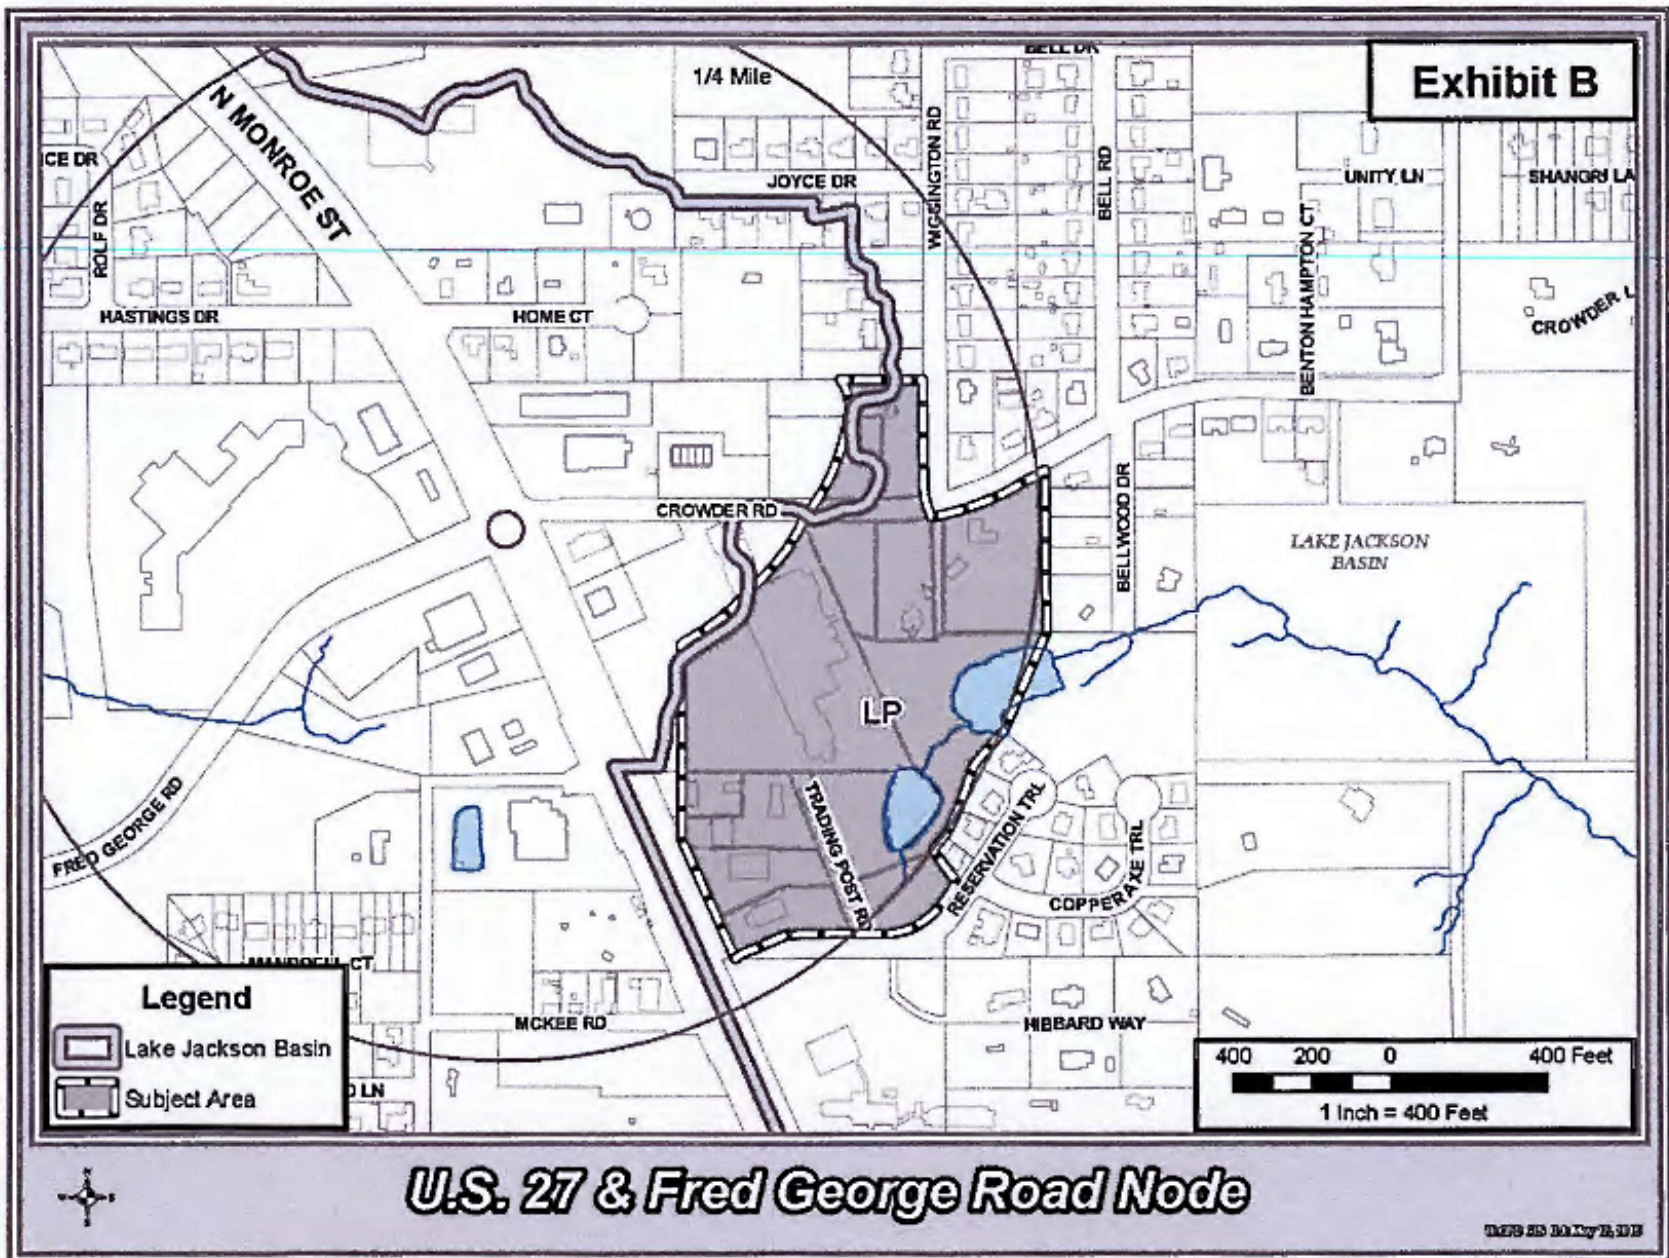 BELL DR
Exhibit B
1/4 Mile
N MONROE ST
WIGGINGTON RD
BELL RD
ICE DR
JOYCE DR
UNITY LN
SHANGRI LA
ROLF DR
BENTON HAMPTON CT
HASTINGS DR
HOME CT
CROWDER L
CROWDER RD
BELLWOOD DR
LAKE JACKSON
BASIN
LP
FRED GEORGE RD
TRADING POST RD
RESERVATION TRL
COPPER AXE TRL
CT
MCKEE RD
HIBBARD WAY
D LN
Legend
Lake Jackson Basin
Subject Area
400 200 0 400 Feet
1 Inch = 400 Feet
U.S. 27 & Fred George Road Node